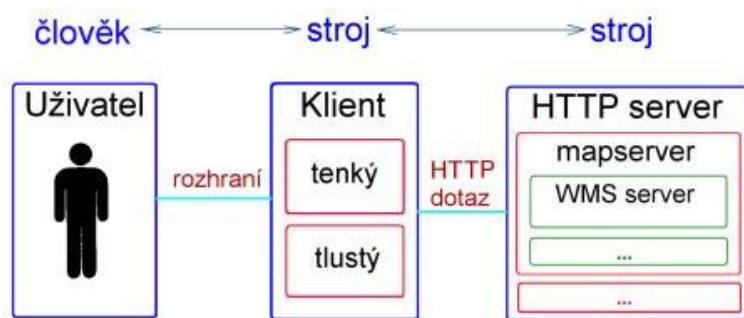 člověk
stroj
stroj
Uživatel
rozhraní
Klient
tenký
tlustý
HTTP
dotaz
HTTP server
mapserver
WMS server
...
...